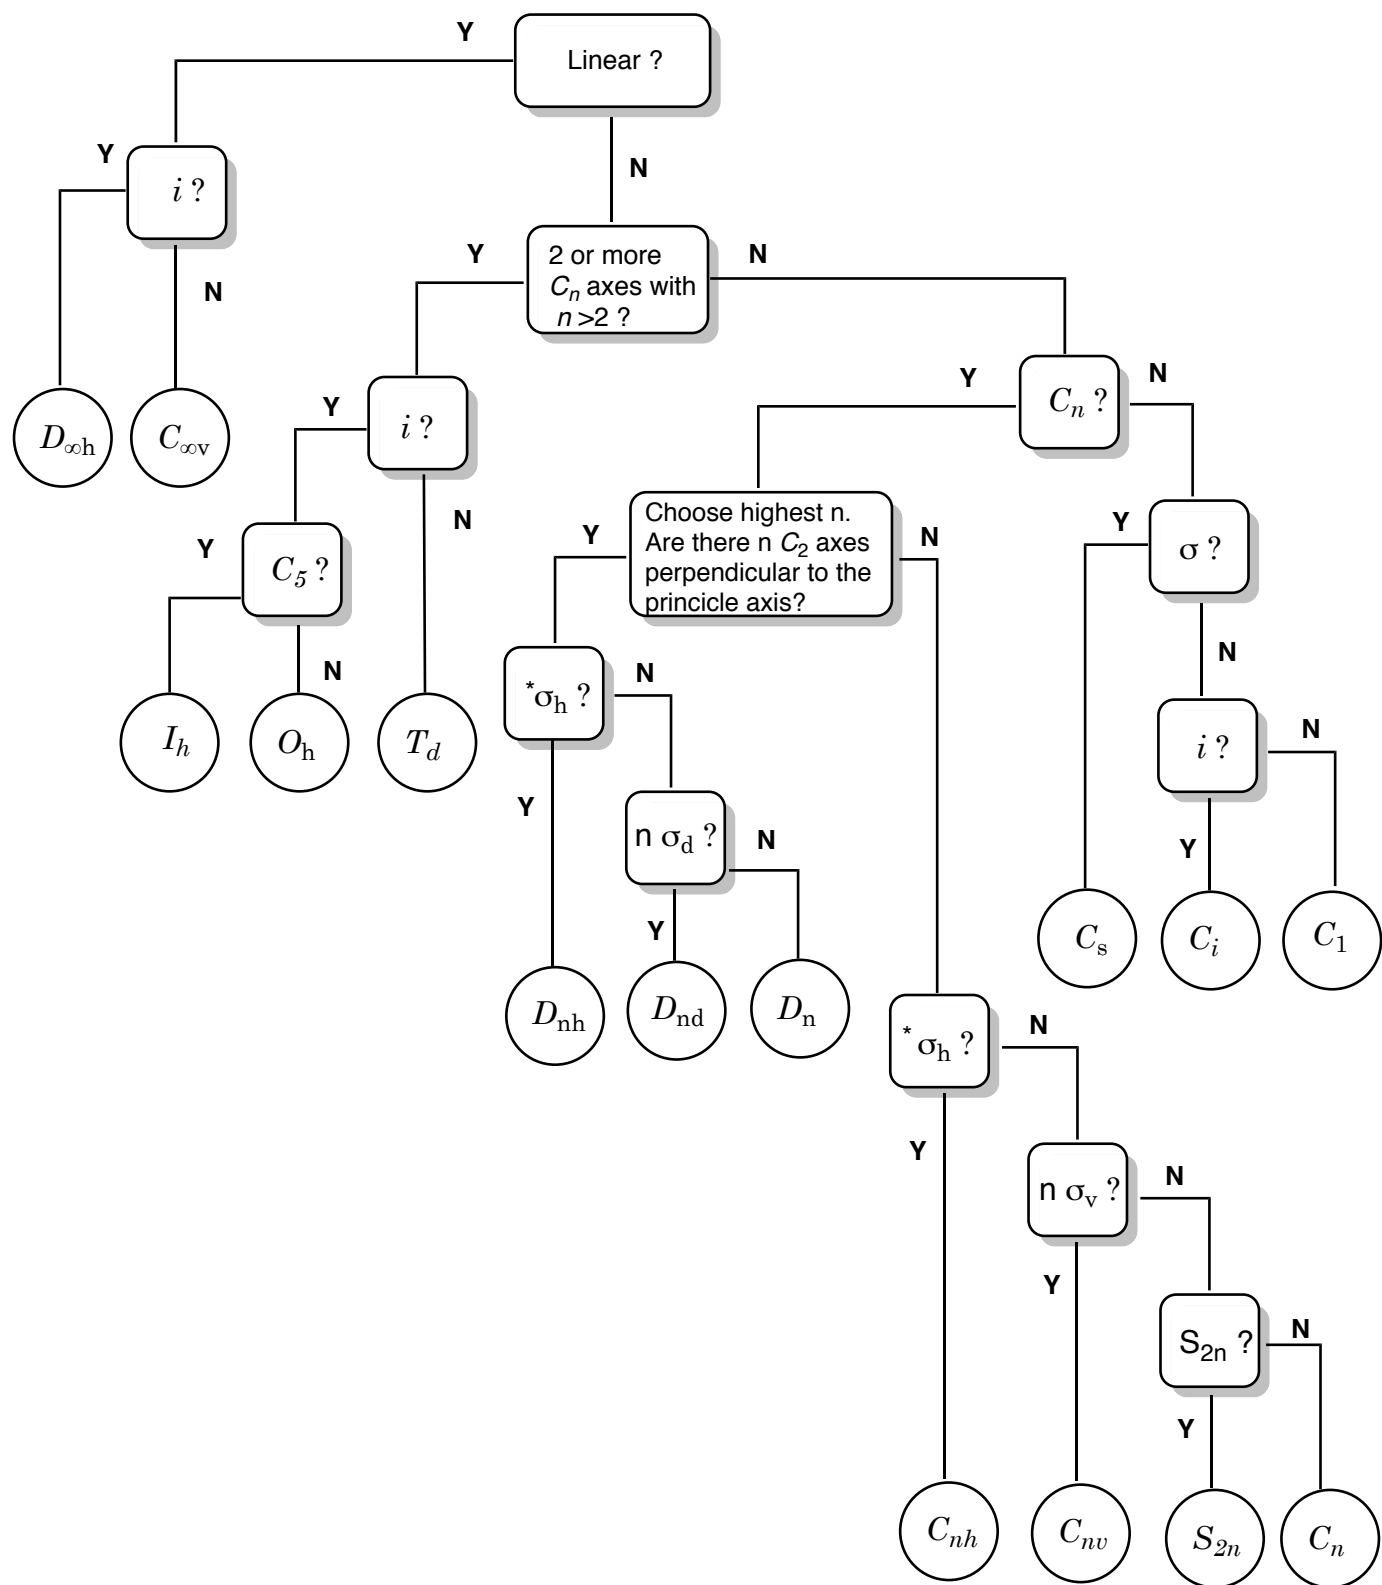 Y
Linear ?
Y
i ?
N
N
Y
2 or more
Cₙ axes with
n >2 ?
N
Y
Cₙ ?
N
D∞h
C∞v
Y
i ?
N
Choose highest n.
Are there n C₂ axes
perpendicular to the
princicle axis?
Y
N
Y
σ ?
Y
C₅ ?
N
N
*σh ?
N
Y
i ?
N
Y
Ih
Oh
Td
Y
n σd ?
N
Y
Cs
Ci
C₁
Dnh
Dnd
Dn
*σh ?
N
Y
n σv ?
N
Y
S₂ₙ ?
N
Y
Cnh
Cnv
S2n
Cn